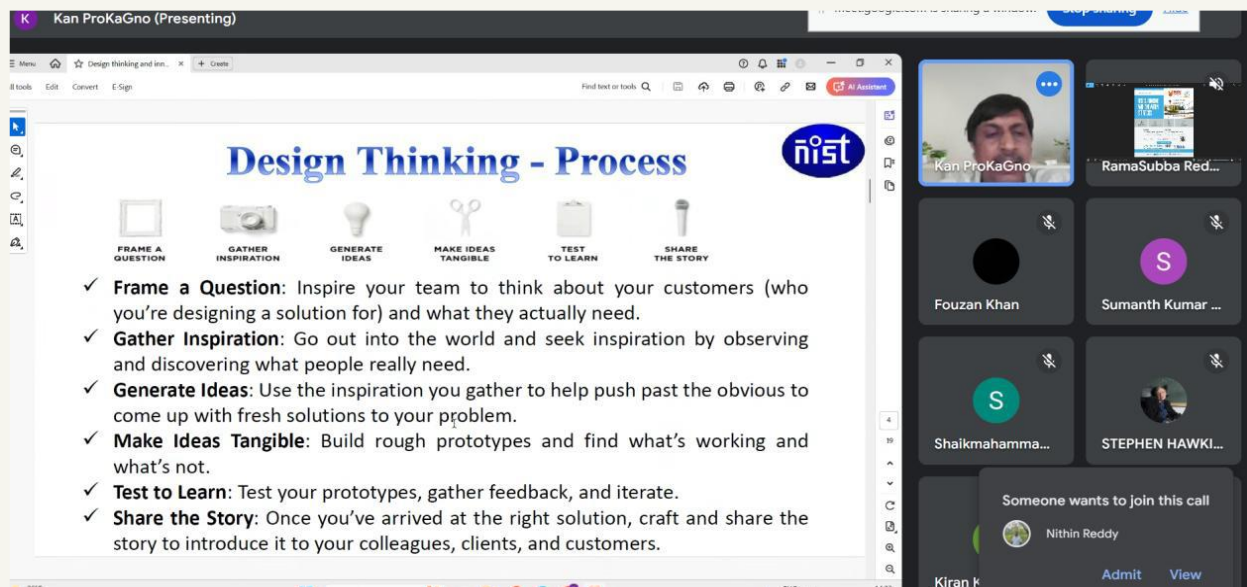 K Kan ProKaGno (Presenting)
Menu Design thinking and inn... + Create
Edit Convert E-Sign Find text or tools AI Assistant
Design Thinking - Process
nist
FRAME A QUESTION
GATHER INSPIRATION
GENERATE IDEAS
MAKE IDEAS TANGIBLE
TEST TO LEARN
SHARE THE STORY
✓ Frame a Question: Inspire your team to think about your customers (who
you're designing a solution for) and what they actually need.
✓ Gather Inspiration: Go out into the world and seek inspiration by observing
and discovering what people really need.
✓ Generate Ideas: Use the inspiration you gather to help push past the obvious to
come up with fresh solutions to your problem.
✓ Make Ideas Tangible: Build rough prototypes and find what's working and
what's not.
✓ Test to Learn: Test your prototypes, gather feedback, and iterate.
✓ Share the Story: Once you've arrived at the right solution, craft and share the
story to introduce it to your colleagues, clients, and customers.
4
19
Kan ProKaGno
RamaSubba Red...
Fouzan Khan
S
Sumanth Kumar ...
S
Shaikmahamma...
STEPHEN HAWKI...
Kiran
Someone wants to join this call
Nithin Reddy
Admit View